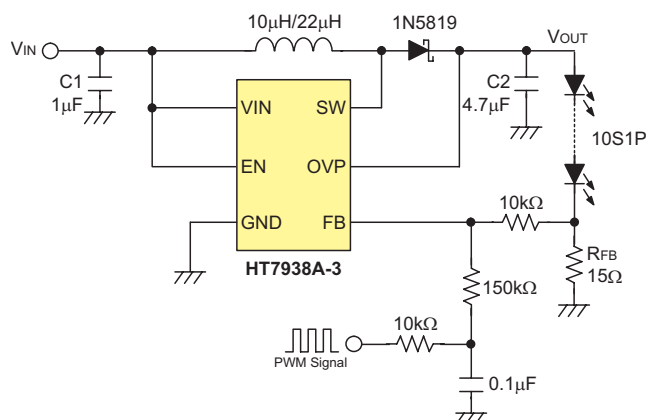 10μH/22μH
1N5819
VIN
VOUT
C1
1μF
C2
4.7μF
VIN
SW
EN
OVP
GND
FB
HT7938A-3
10S1P
10kΩ
RFB
15Ω
150kΩ
10kΩ
PWM Signal
0.1μF